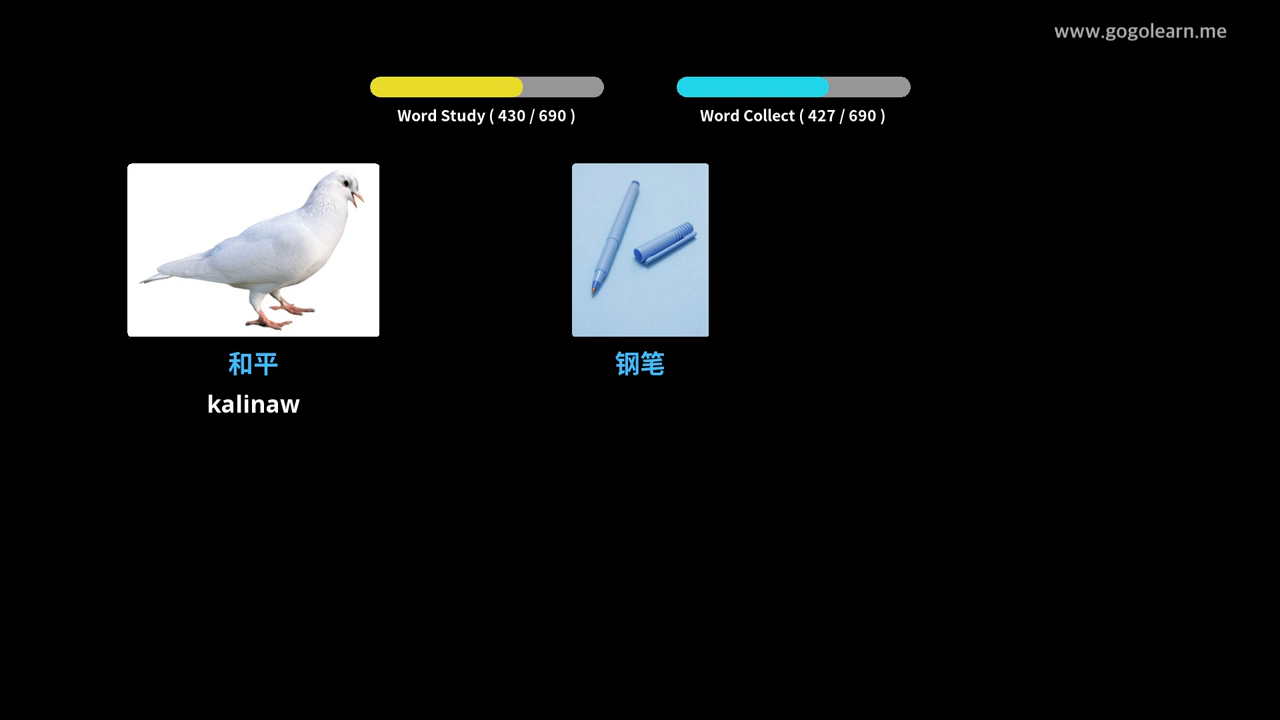 www.gogolearn.me
Word Study ( 430 / 690 )
Word Collect ( 427 / 690 )
和平
钢笔
kalinaw